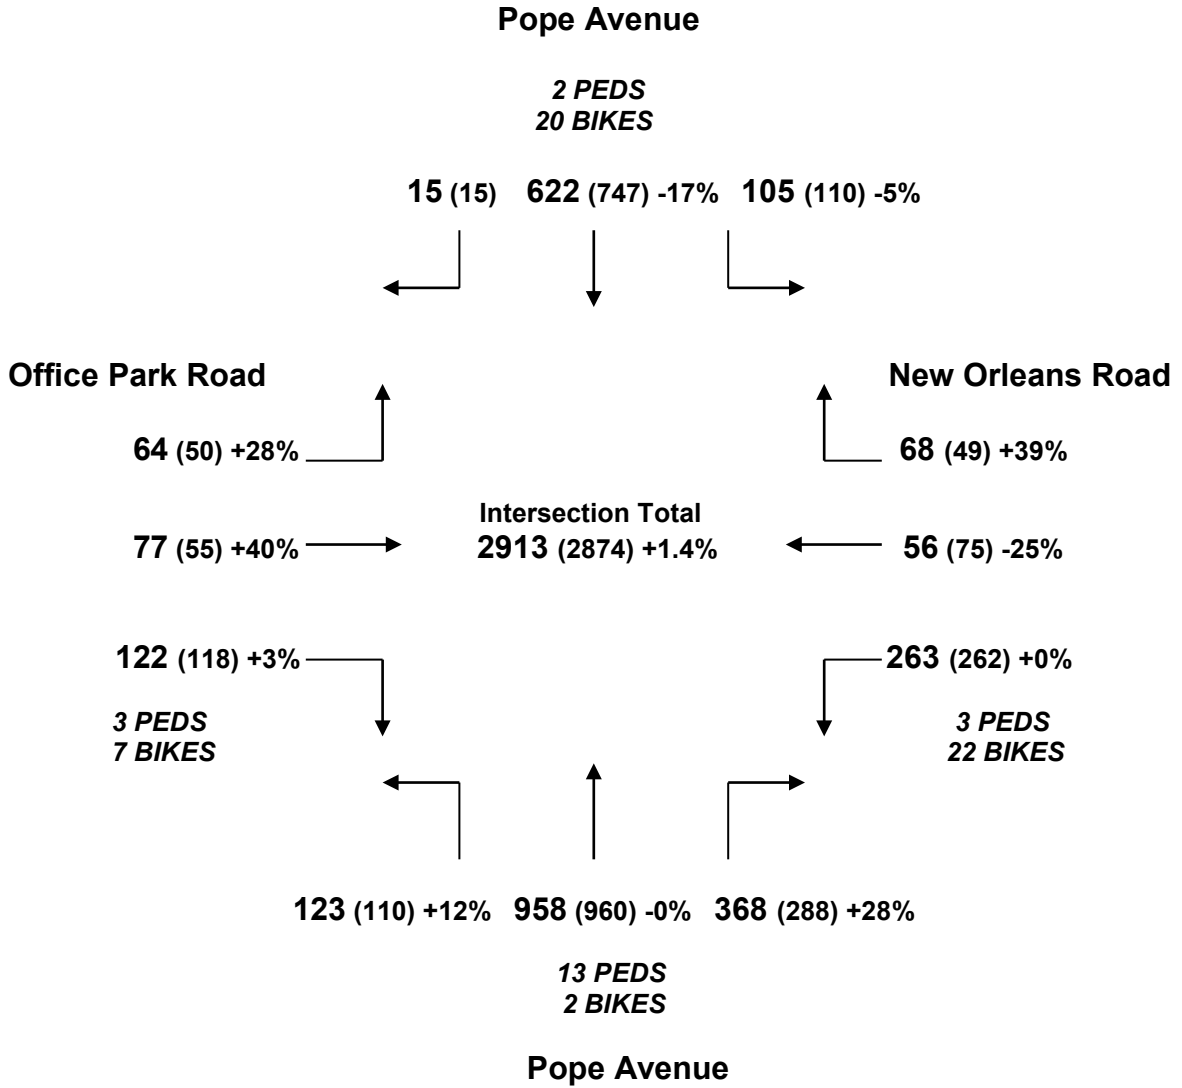 Pope Avenue
2 PEDS
20 BIKES
15 (15) 622 (747) -17% 105 (110) -5%
Office Park Road New Orleans Road
64 (50) +28% 68 (49) +39%
Intersection Total
77 (55) +40% 2913 (2874) +1.4% 56 (75) -25%
122 (118) +3% 263 (262) +0%
3 PEDS 3 PEDS
7 BIKES 22 BIKES
123 (110) +12% 958 (960) -0% 368 (288) +28%
13 PEDS
2 BIKES
Pope Avenue